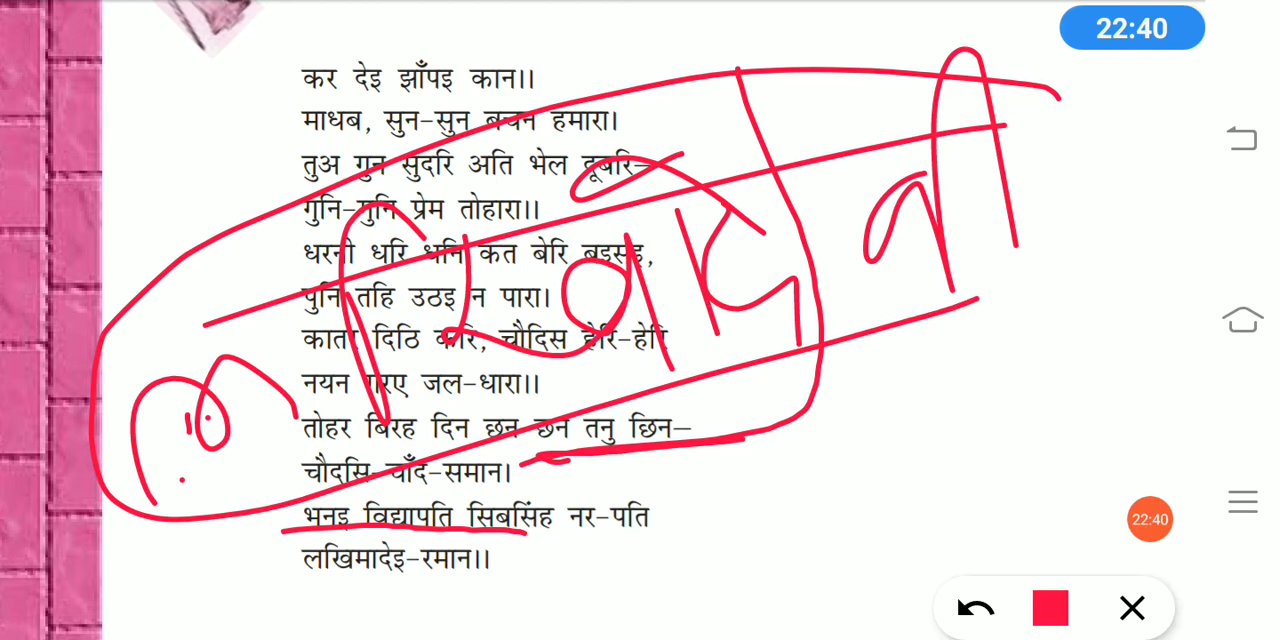 22:40
कर देइ झाँपइ कान।।
माधब, सुन-सुन बचन हमारा।
तुअ गुन सुंदरि अति भेल दूबरि-
गुनि-गुनि प्रेम तोहारा।।
धरनी धरि धनि कत बेरि बइसइ,
पुनि तहि उठइ न पारा।
कातर दिठि करि, चौदिस हेरि-हेरि
नयन गरए जल-धारा।।
तोहर बिरह दिन छन छन तनु छिन-
चौदसि चाँद-समान।
भनइ विद्यापति सिबसिंह नर-पति
लखिमादेइ-रमान।।
22:40